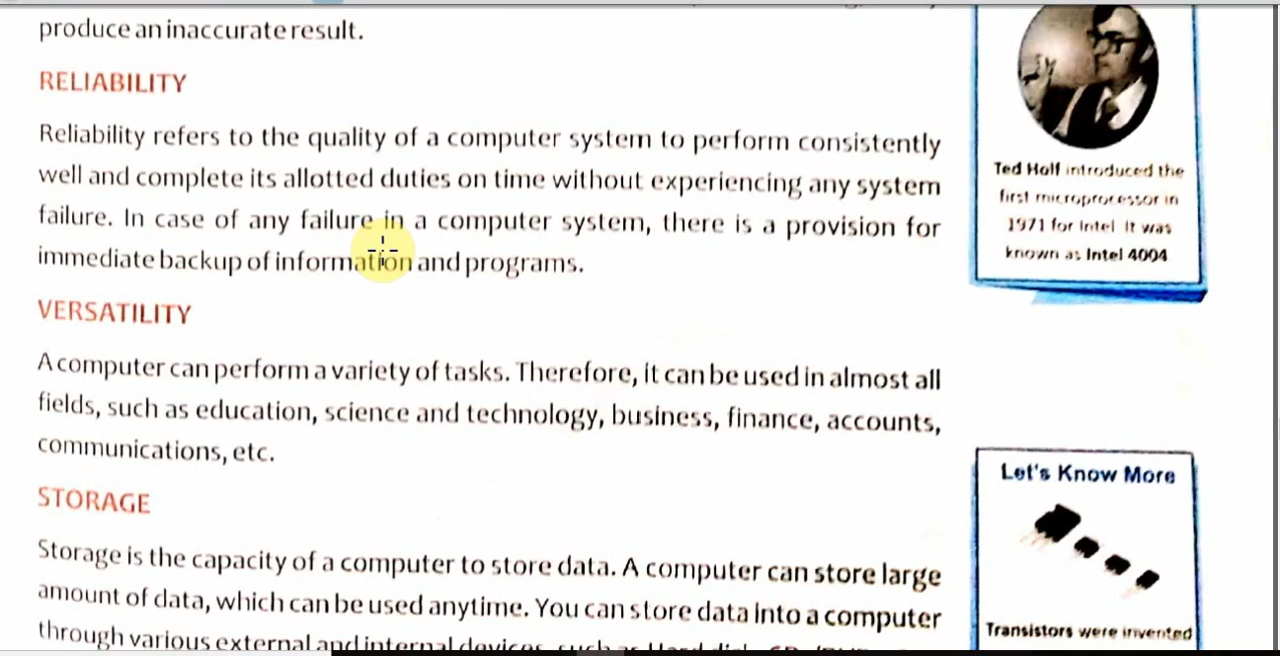 produce an inaccurate result.
RELIABILITY
Reliability refers to the quality of a computer system to perform consistently
well and complete its allotted duties on time without experiencing any system
failure. In case of any failure in a computer system, there is a provision for
immediate backup of information and programs.
VERSATILITY
A computer can perform a variety of tasks. Therefore, it can be used in almost all
fields, such as education, science and technology, business, finance, accounts,
communications, etc.
STORAGE
Storage is the capacity of a computer to store data. A computer can store large
amount of data, which can be used anytime. You can store data into a computer
through various external and internal devices, such as Hard disk,
Ted Hoff introduced the
first microprocessor in
1971 for Intel. It was
known as Intel 4004
Let's Know More
Transistors were invented